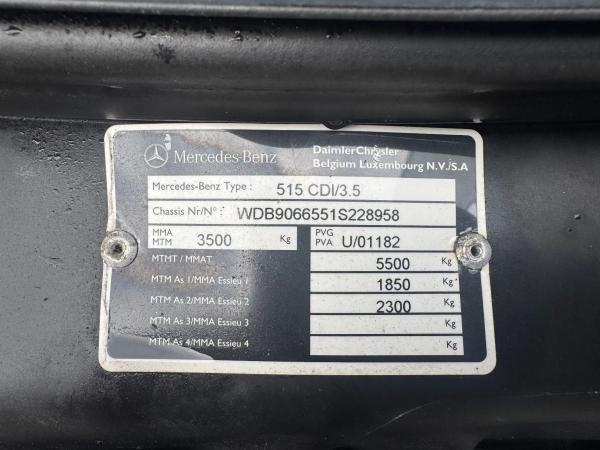 Mercedes-Benz
DaimlerChrysler
Belgium Luxembourg N.V./S.A
Mercedes-Benz Type : 515 CDI/3.5
Chassis Nr/N° : WDB9066551S228958
MMA
MTM 3500 Kg
PVG
PVA U/01182
MTMT / MMAT 5500 Kg
MTM As 1/MMA Essieu 1 1850 Kg
MTM As 2/MMA Essieu 2 2300 Kg
MTM As 3/MMA Essieu 3 Kg
MTM As 4/MMA Essieu 4 Kg